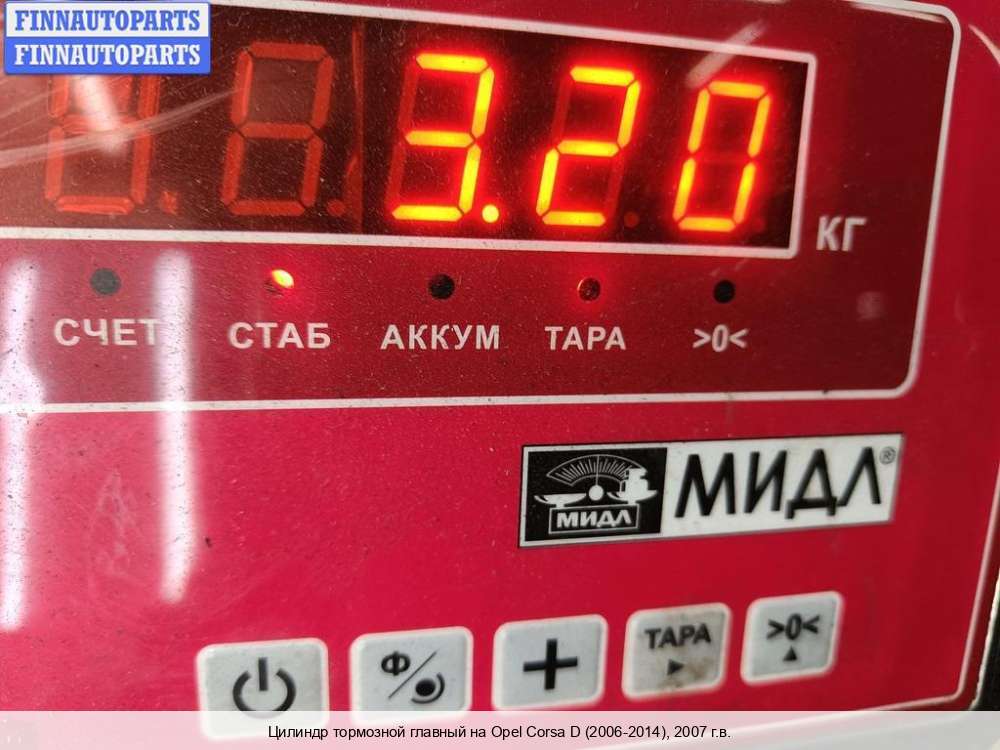 FINNAUTOPARTS
FINNAUTOPARTS
3.20
КГ
СЧЕТ СТАБ АККУМ ТАРА >0<
МИДЛ МИДЛ®
Ф ТАРА >0<
Цилиндр тормозной главный на Opel Corsa D (2006-2014), 2007 г.в.